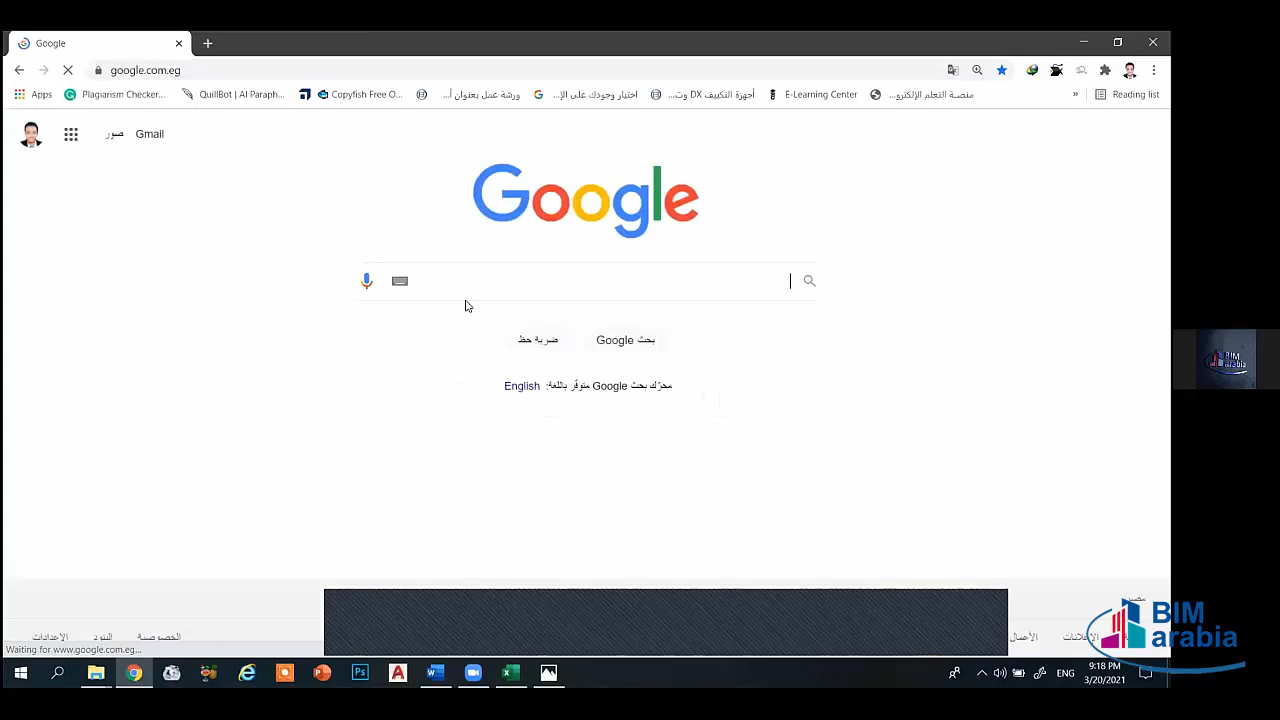 Google
google.com.eg
Apps
Plagiarism Checker...
QuillBot | AI Paraph...
Copyfish Free O...
ورشة عمل بعنوان أ...
اختبار وجودك على الإ...
أجهزة التكييف DX وت...
E-Learning Center
منصة التعلم الإلكترو...
»
Reading list
صور
Gmail
Google
ضربة حظ
بحث Google
محرّك بحث Google متوفّر باللغة: English
BIM
arabia
مصر
الإعدادات
البنود
الخصوصية
الأعمال
الإعلانات
Waiting for www.google.com.eg...
BIM
arabia
ENG
9:18 PM
3/20/2021